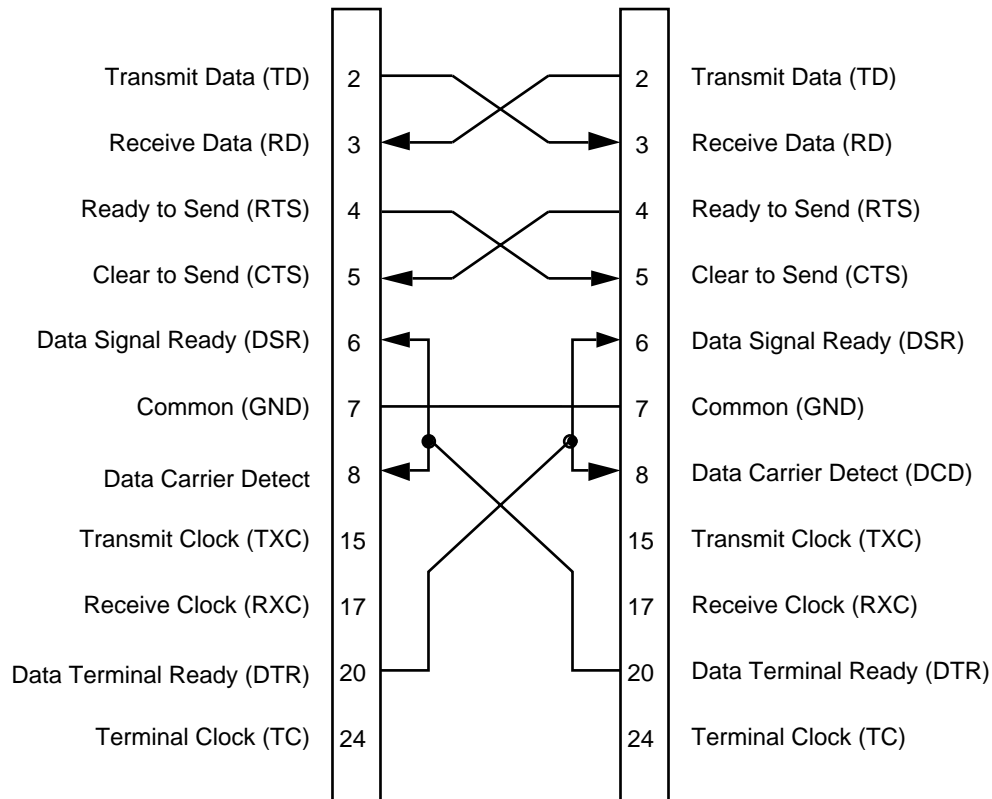 Transmit Data (TD) 2 2 Transmit Data (TD)
Receive Data (RD) 3 3 Receive Data (RD)
Ready to Send (RTS) 4 4 Ready to Send (RTS)
Clear to Send (CTS) 5 5 Clear to Send (CTS)
Data Signal Ready (DSR) 6 6 Data Signal Ready (DSR)
Common (GND) 7 7 Common (GND)
Data Carrier Detect 8 8 Data Carrier Detect (DCD)
Transmit Clock (TXC) 15 15 Transmit Clock (TXC)
Receive Clock (RXC) 17 17 Receive Clock (RXC)
Data Terminal Ready (DTR) 20 20 Data Terminal Ready (DTR)
Terminal Clock (TC) 24 24 Terminal Clock (TC)